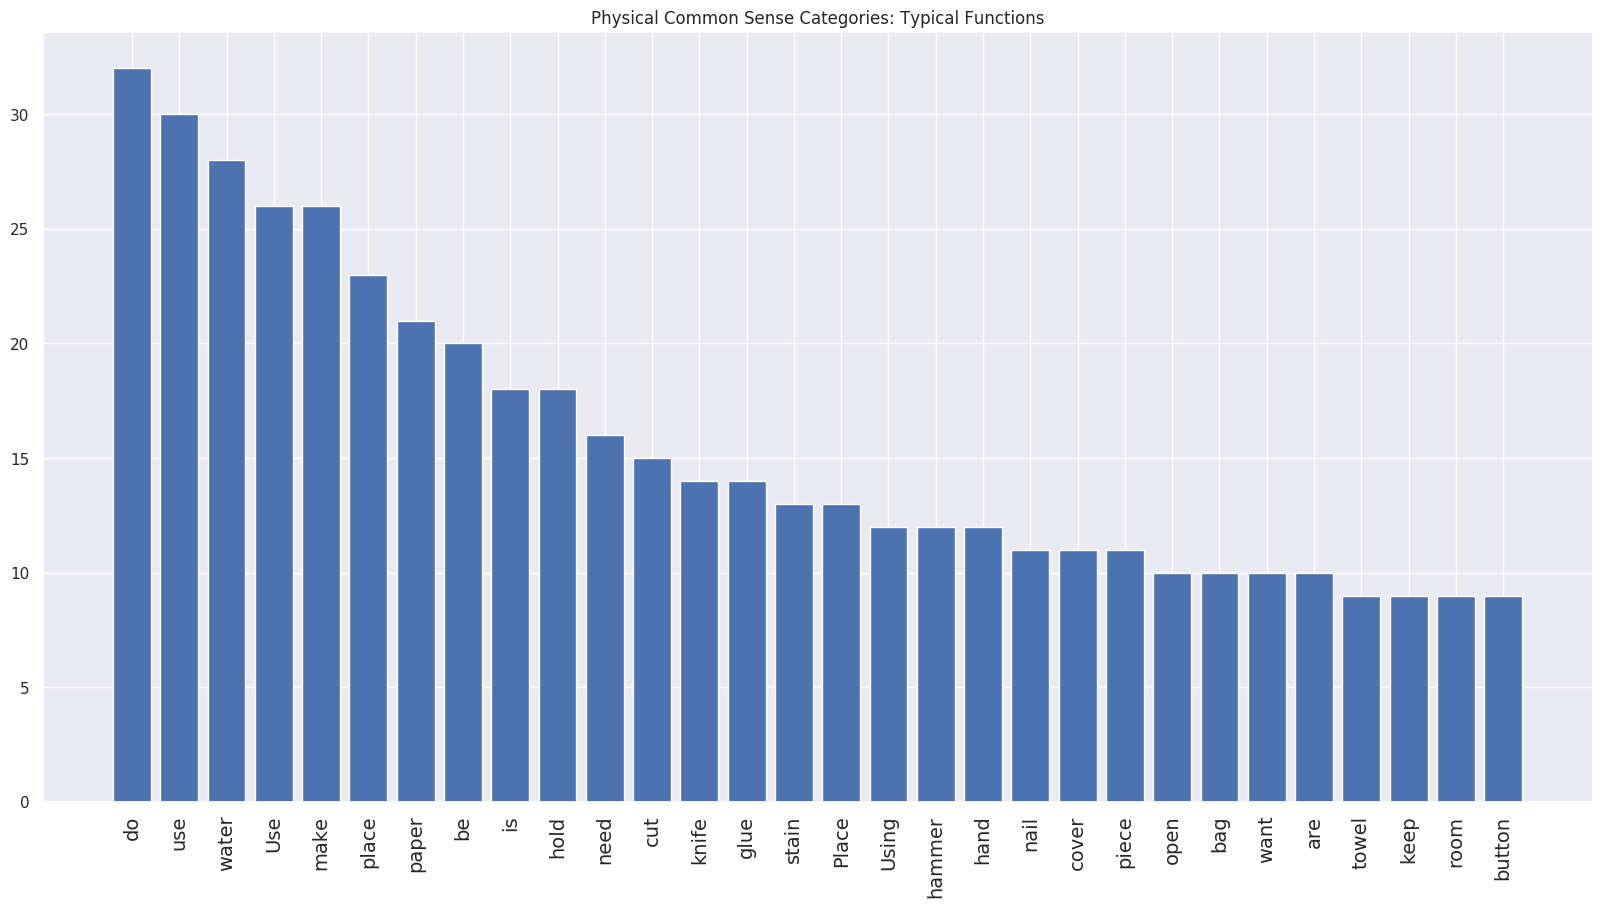 Physical Common Sense Categories: Typical Functions
30
25
20
15
10
5
0
do
use
water
Use
make
place
paper
be
is
hold
need
cut
knife
glue
stain
Place
Using
hammer
hand
nail
cover
piece
open
bag
want
are
towel
keep
room
button